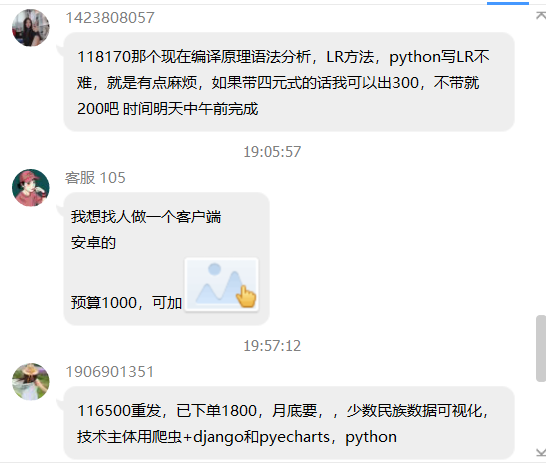 1423808057
118170那个现在编译原理语法分析，LR方法，python写LR不
难，就是有点麻烦，如果带四元式的话我可以出300，不带就
200吧 时间明天中午前完成
19:05:57
客服 105
我想找人做一个客户端
安卓的
预算1000，可加
19:57:12
1906901351
116500重发，已下单1800，月底要，，少数民族数据可视化，
技术主体用爬虫+django和pyecharts，python